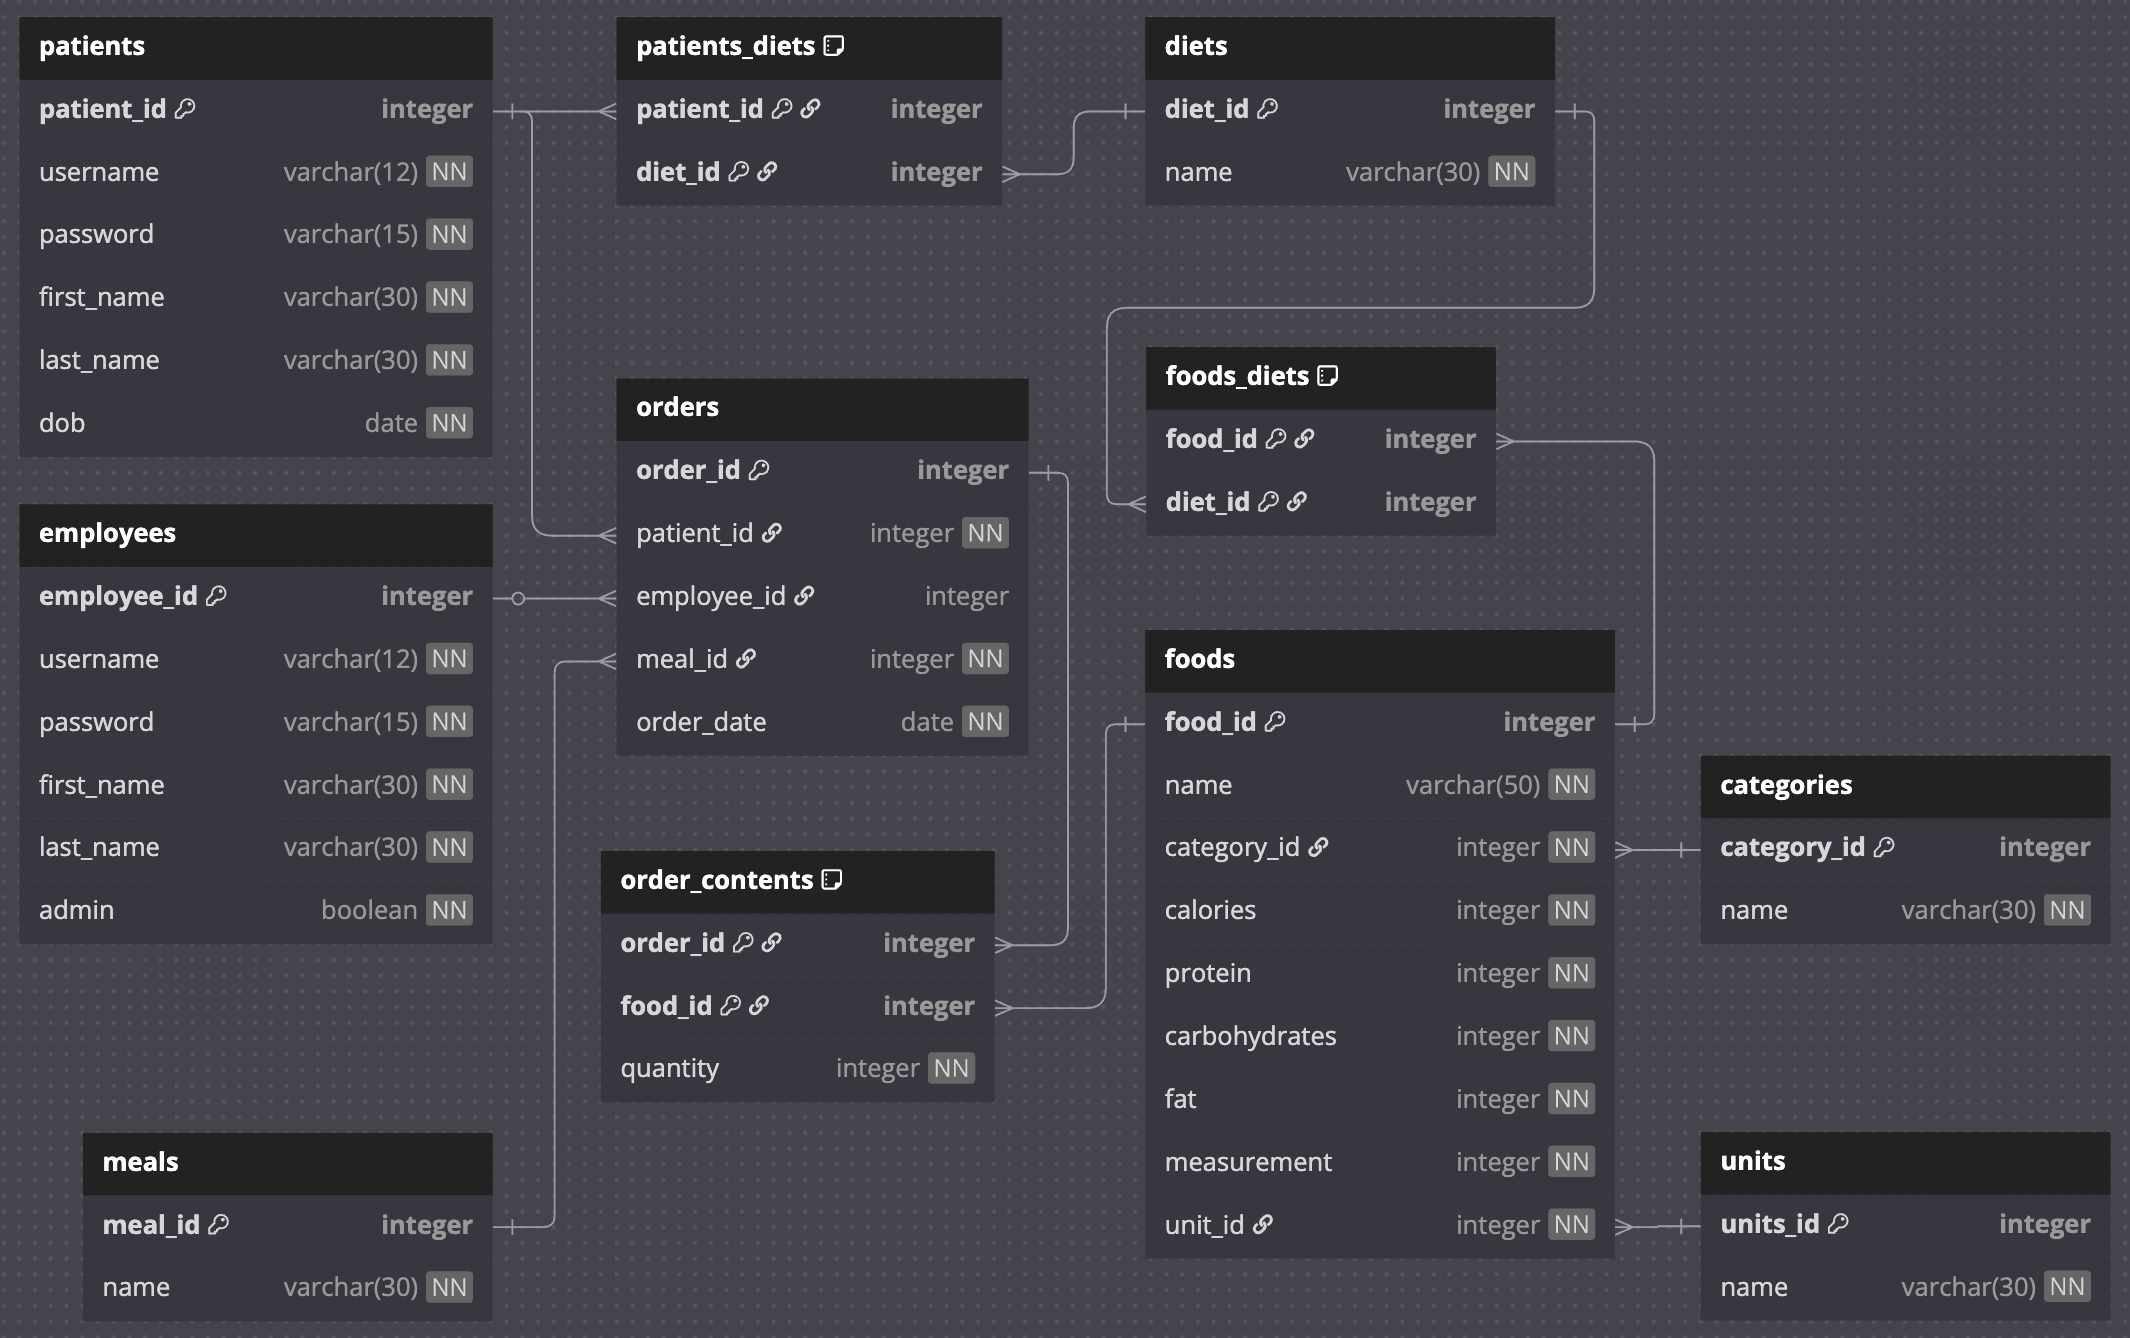 patients
patient_id integer
username varchar(12) NN
password varchar(15) NN
first_name varchar(30) NN
last_name varchar(30) NN
dob date NN
patients_diets
patient_id integer
diet_id integer
diets
diet_id integer
name varchar(30) NN
orders
order_id integer
patient_id integer NN
employee_id integer
meal_id integer NN
order_date date NN
foods_diets
food_id integer
diet_id integer
employees
employee_id integer
username varchar(12) NN
password varchar(15) NN
first_name varchar(30) NN
last_name varchar(30) NN
admin boolean NN
order_contents
order_id integer
food_id integer
quantity integer NN
foods
food_id integer
name varchar(50) NN
category_id integer NN
calories integer NN
protein integer NN
carbohydrates integer NN
fat integer NN
measurement integer NN
unit_id integer NN
categories
category_id integer
name varchar(30) NN
meals
meal_id integer
name varchar(30) NN
units
units_id integer
name varchar(30) NN